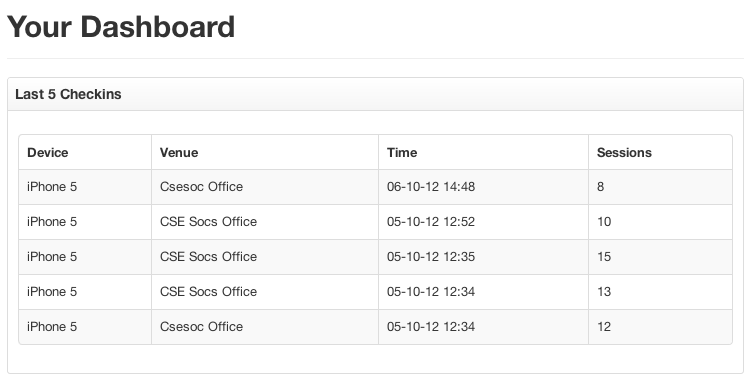 Your Dashboard
Last 5 Checkins
Device Venue Time Sessions
iPhone 5 Csesoc Office 06-10-12 14:48 8
iPhone 5 CSE Socs Office 05-10-12 12:52 10
iPhone 5 CSE Socs Office 05-10-12 12:35 15
iPhone 5 CSE Socs Office 05-10-12 12:34 13
iPhone 5 Csesoc Office 05-10-12 12:34 12